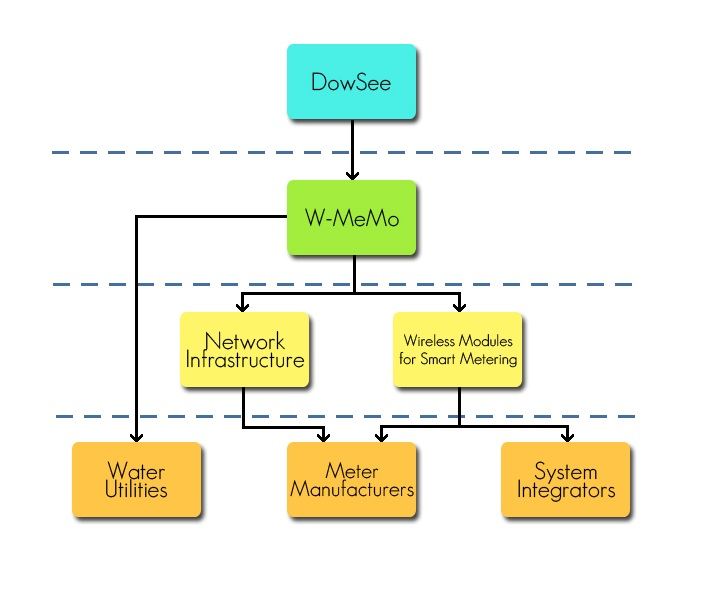 DowSee
W-MeMo
Network
Infrastructure
Wireless Modules
for Smart Metering
Water
Utilities
Meter
Manufacturers
System
Integrators